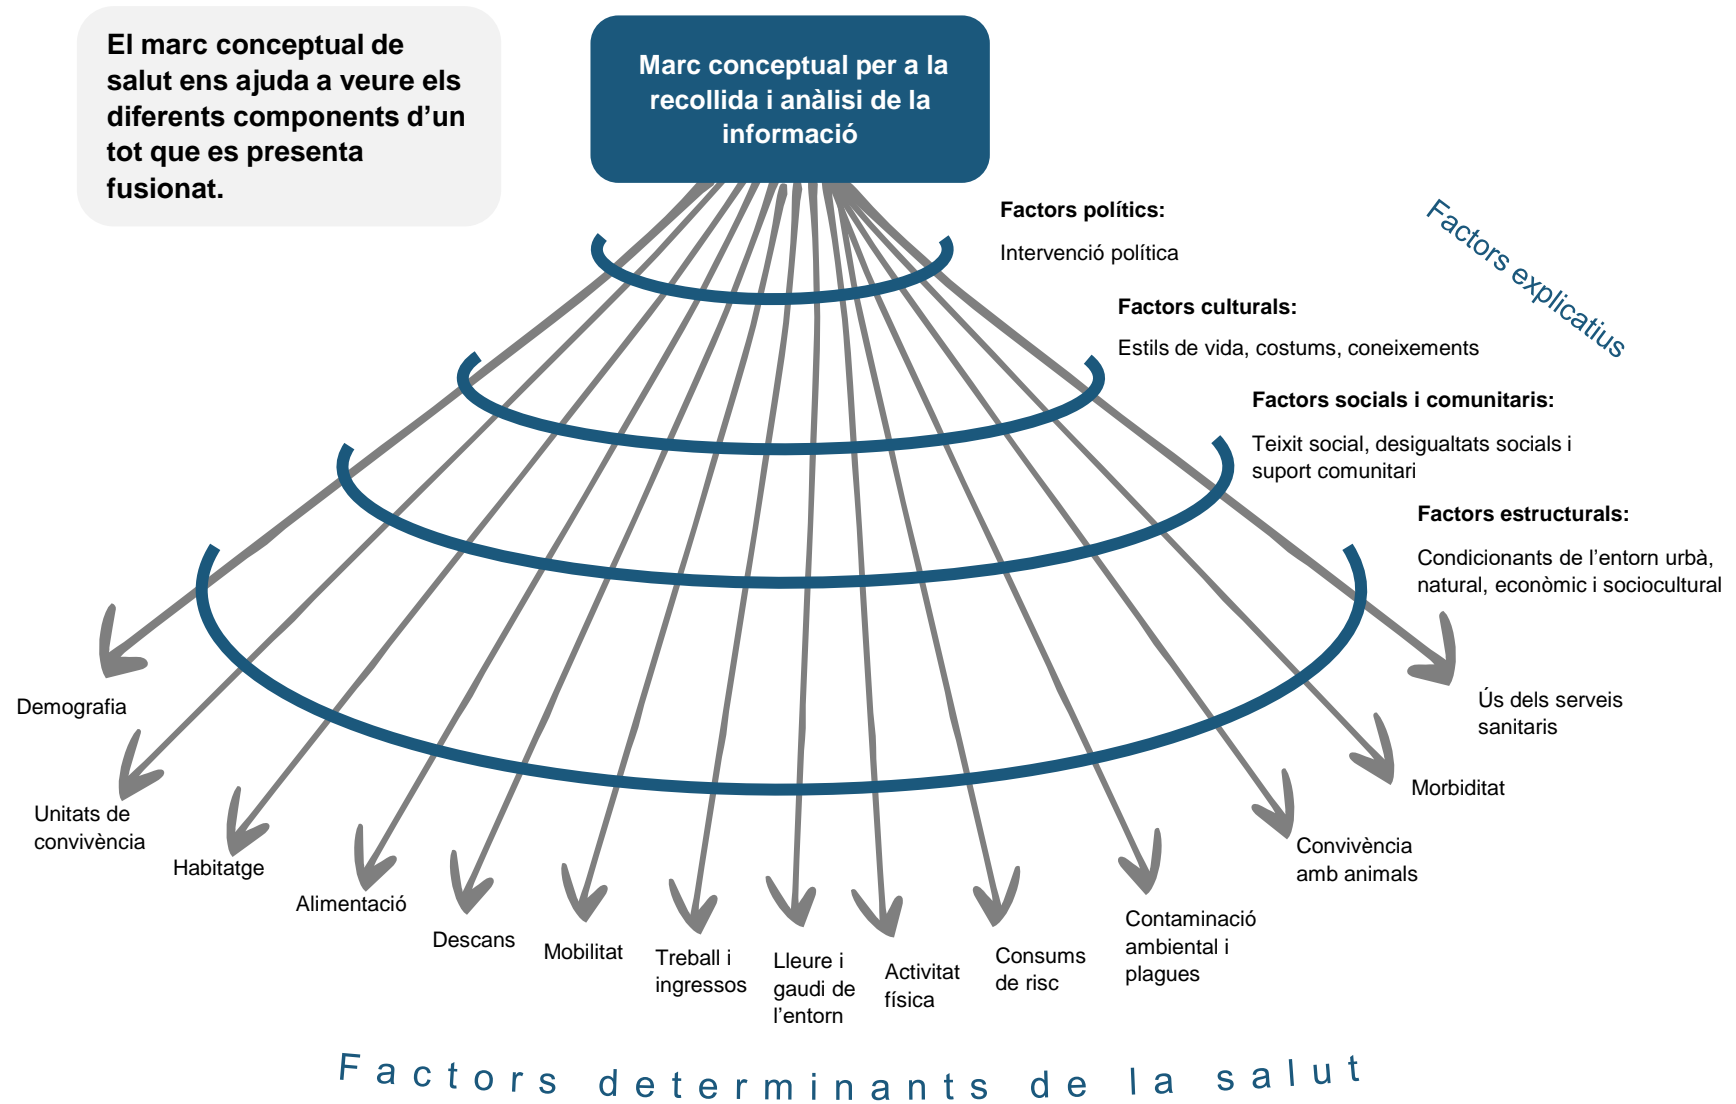 El marc conceptual de
salut ens ajuda a veure els
diferents components d’un
tot que es presenta
fusionat.
Marc conceptual per a la
recollida i anàlisi de la
informació
Factors polítics:
Intervenció política
Factors explicatius
Factors culturals:
Estils de vida, costums, coneixements
Factors socials i comunitaris:
Teixit social, desigualtats socials i
suport comunitari
Factors estructurals:
Condicionants de l’entorn urbà,
natural, econòmic i sociocultural
Demografia
Unitats de
convivència
Habitatge
Alimentació
Descans
Mobilitat
Treball i
ingressos
Lleure i
gaudi de
l’entorn
Activitat
física
Consums
de risc
Contaminació
ambiental i
plagues
Convivència
amb animals
Morbiditat
Ús dels serveis
sanitaris
Factors determinants de la salut